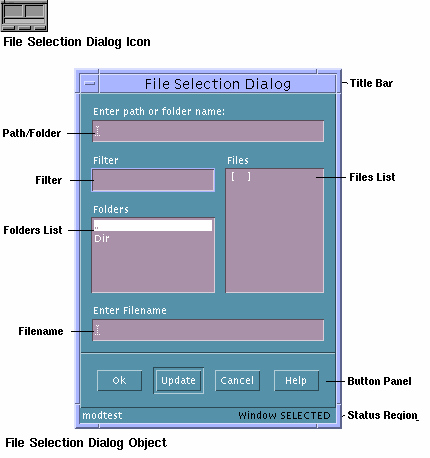 File Selection Dialog Icon
File Selection Dialog
Title Bar
Enter path or folder name:
Path/Folder
Filter
Files
Filter
[ ]
Files List
Folders
Folders List
..
Dir
Enter Filename
Filename
Ok
Update
Cancel
Help
Button Panel
modtest
Window SELECTED
Status Region
File Selection Dialog Object